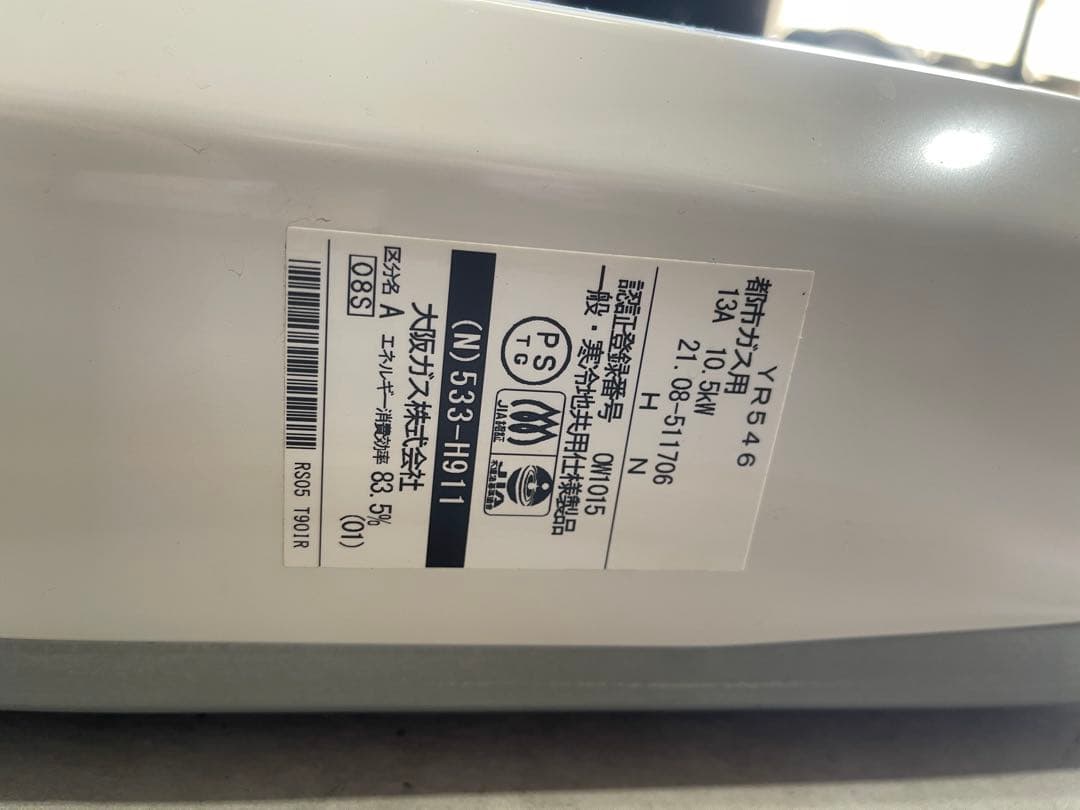 YR546
都市ガス用
13A 10.5kW
21.08-511706
H N
認証登録番号 OW1015
一般・寒冷地共用仕様製品
PS
TG
JIA認証
JIA
(N)533-H911
大阪ガス株式会社
区分名 A エネルギー消費効率 83.5%
08S (01)
RS05 T901R